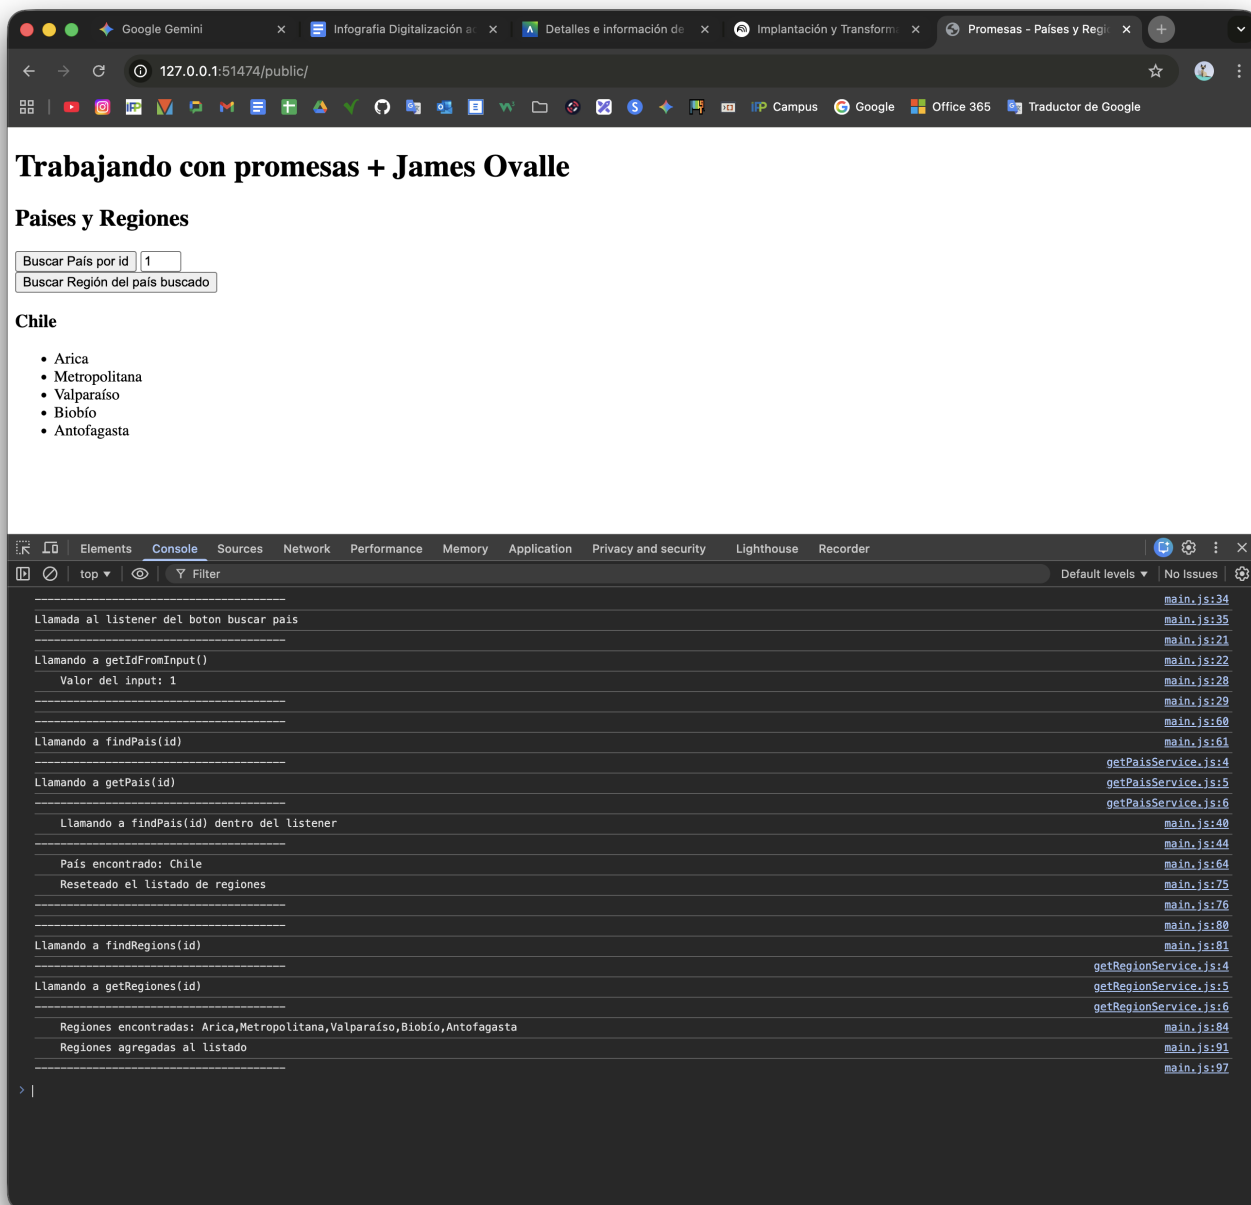 Google Gemini
Infografia Digitalización a
Detalles e información de
Implantación y Transform
Promesas - Países y Regi
127.0.0.1:51474/public/
IFP Campus
Google
Office 365
Traductor de Google
Trabajando con promesas + James Ovalle
Paises y Regiones
Buscar País por id 1
Buscar Región del país buscado
Chile
Arica
Metropolitana
Valparaíso
Biobío
Antofagasta
Elements Console Sources Network Performance Memory Application Privacy and security Lighthouse Recorder
top Filter Default levels No Issues
--------------------------------------- main.js:34
Llamada al listener del boton buscar pais main.js:35
--------------------------------------- main.js:21
Llamando a getIdFromInput() main.js:22
Valor del input: 1 main.js:28
--------------------------------------- main.js:29
--------------------------------------- main.js:60
Llamando a findPais(id) main.js:61
--------------------------------------- getPaisService.js:4
Llamando a getPais(id) getPaisService.js:5
--------------------------------------- getPaisService.js:6
Llamando a findPais(id) dentro del listener main.js:40
--------------------------------------- main.js:44
País encontrado: Chile main.js:64
Reseteado el listado de regiones main.js:75
--------------------------------------- main.js:76
--------------------------------------- main.js:80
Llamando a findRegions(id) main.js:81
--------------------------------------- getRegionService.js:4
Llamando a getRegiones(id) getRegionService.js:5
--------------------------------------- getRegionService.js:6
Regiones encontradas: Arica,Metropolitana,Valparaíso,Biobío,Antofagasta main.js:84
Regiones agregadas al listado main.js:91
--------------------------------------- main.js:97